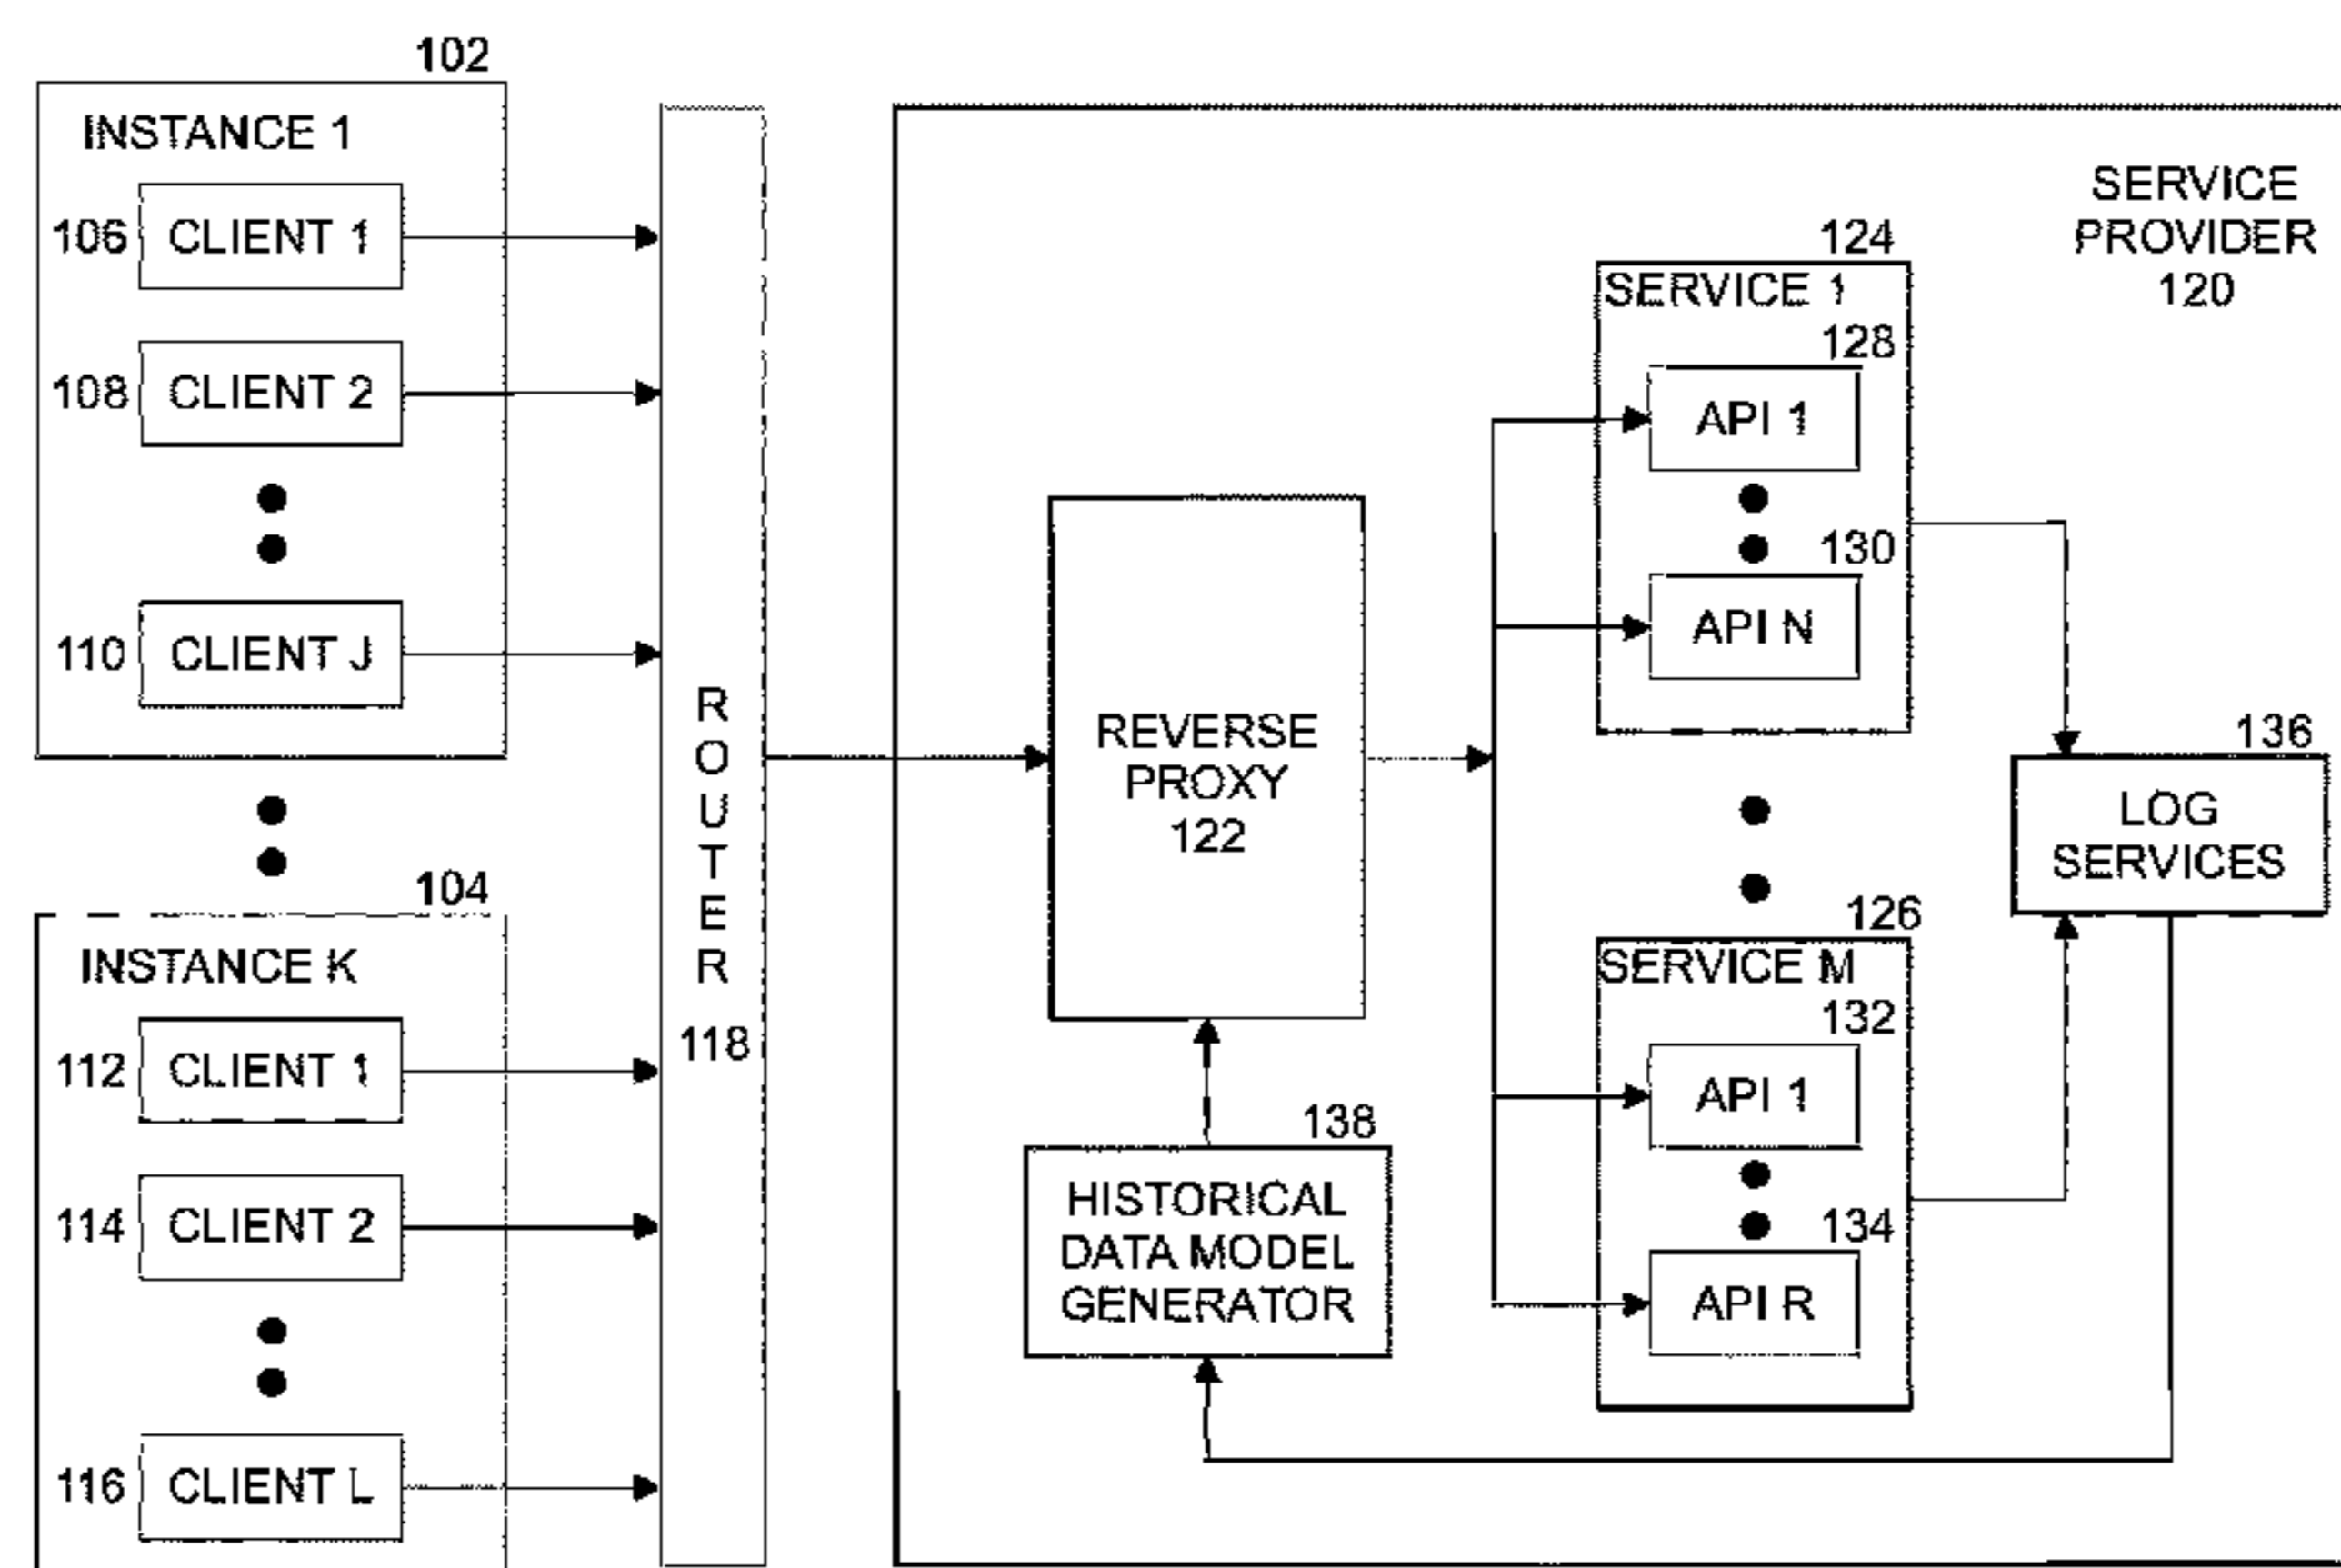 102
INSTANCE 1
106 CLIENT 1
108 CLIENT 2
110 CLIENT J
104
INSTANCE K
112 CLIENT 1
114 CLIENT 2
116 CLIENT L
R
O
U
T
E
R
118
SERVICE
PROVIDER
120
REVERSE
PROXY
122
138
HISTORICAL
DATA MODEL
GENERATOR
124
SERVICE 1
128
API 1
130
API N
126
SERVICE M
132
API 1
134
API R
136
LOG
SERVICES